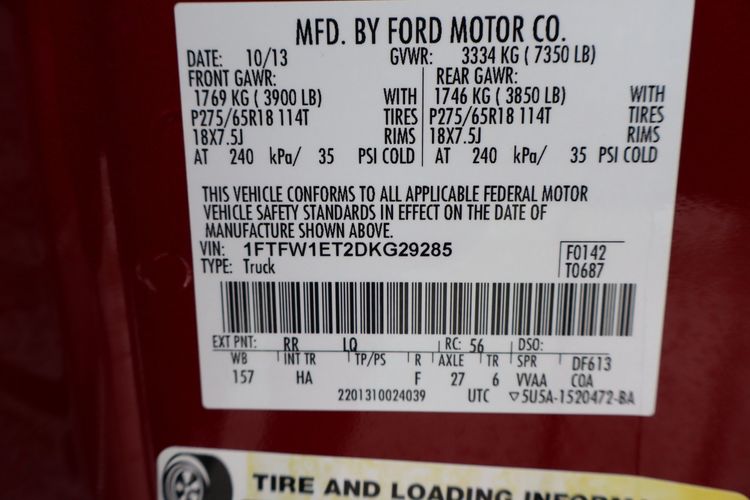 MFD. BY FORD MOTOR CO.
DATE: 10/13 GVWR: 3334 KG ( 7350 LB)
FRONT GAWR: REAR GAWR:
1769 KG ( 3900 LB) WITH 1746 KG ( 3850 LB) WITH
P275/65R18 114T TIRES P275/65R18 114T TIRES
18X7.5J RIMS 18X7.5J RIMS
AT 240 kPa/ 35 PSI COLD AT 240 kPa/ 35 PSI COLD
THIS VEHICLE CONFORMS TO ALL APPLICABLE FEDERAL MOTOR
VEHICLE SAFETY STANDARDS IN EFFECT ON THE DATE OF
MANUFACTURE SHOWN ABOVE.
VIN: 1FTFW1ET2DKG29285 F0142
TYPE: Truck T0687
EXT PNT: RR LQ RC: 56 DSO:
WB INT TR TP/PS R AXLE TR SPR DF613
157 HA F 27 6 VVAA COA
2201310024039 UTC ▽5U5A-1520472-BA
TIRE AND LOADING